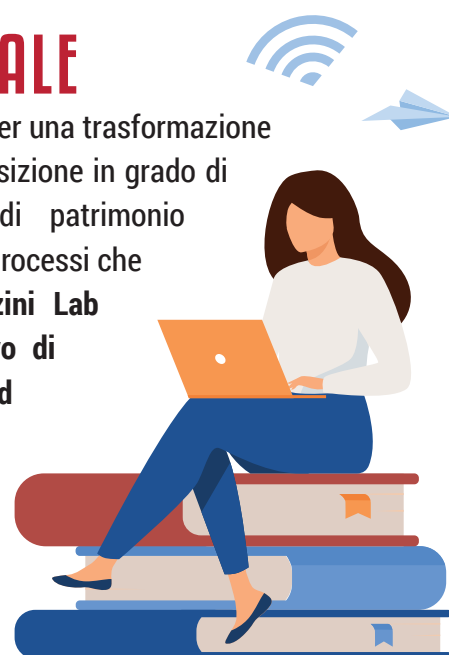 ALE
er una trasformazione
sizione in grado di
di patrimonio
rocessi che
zini Lab
o di
d